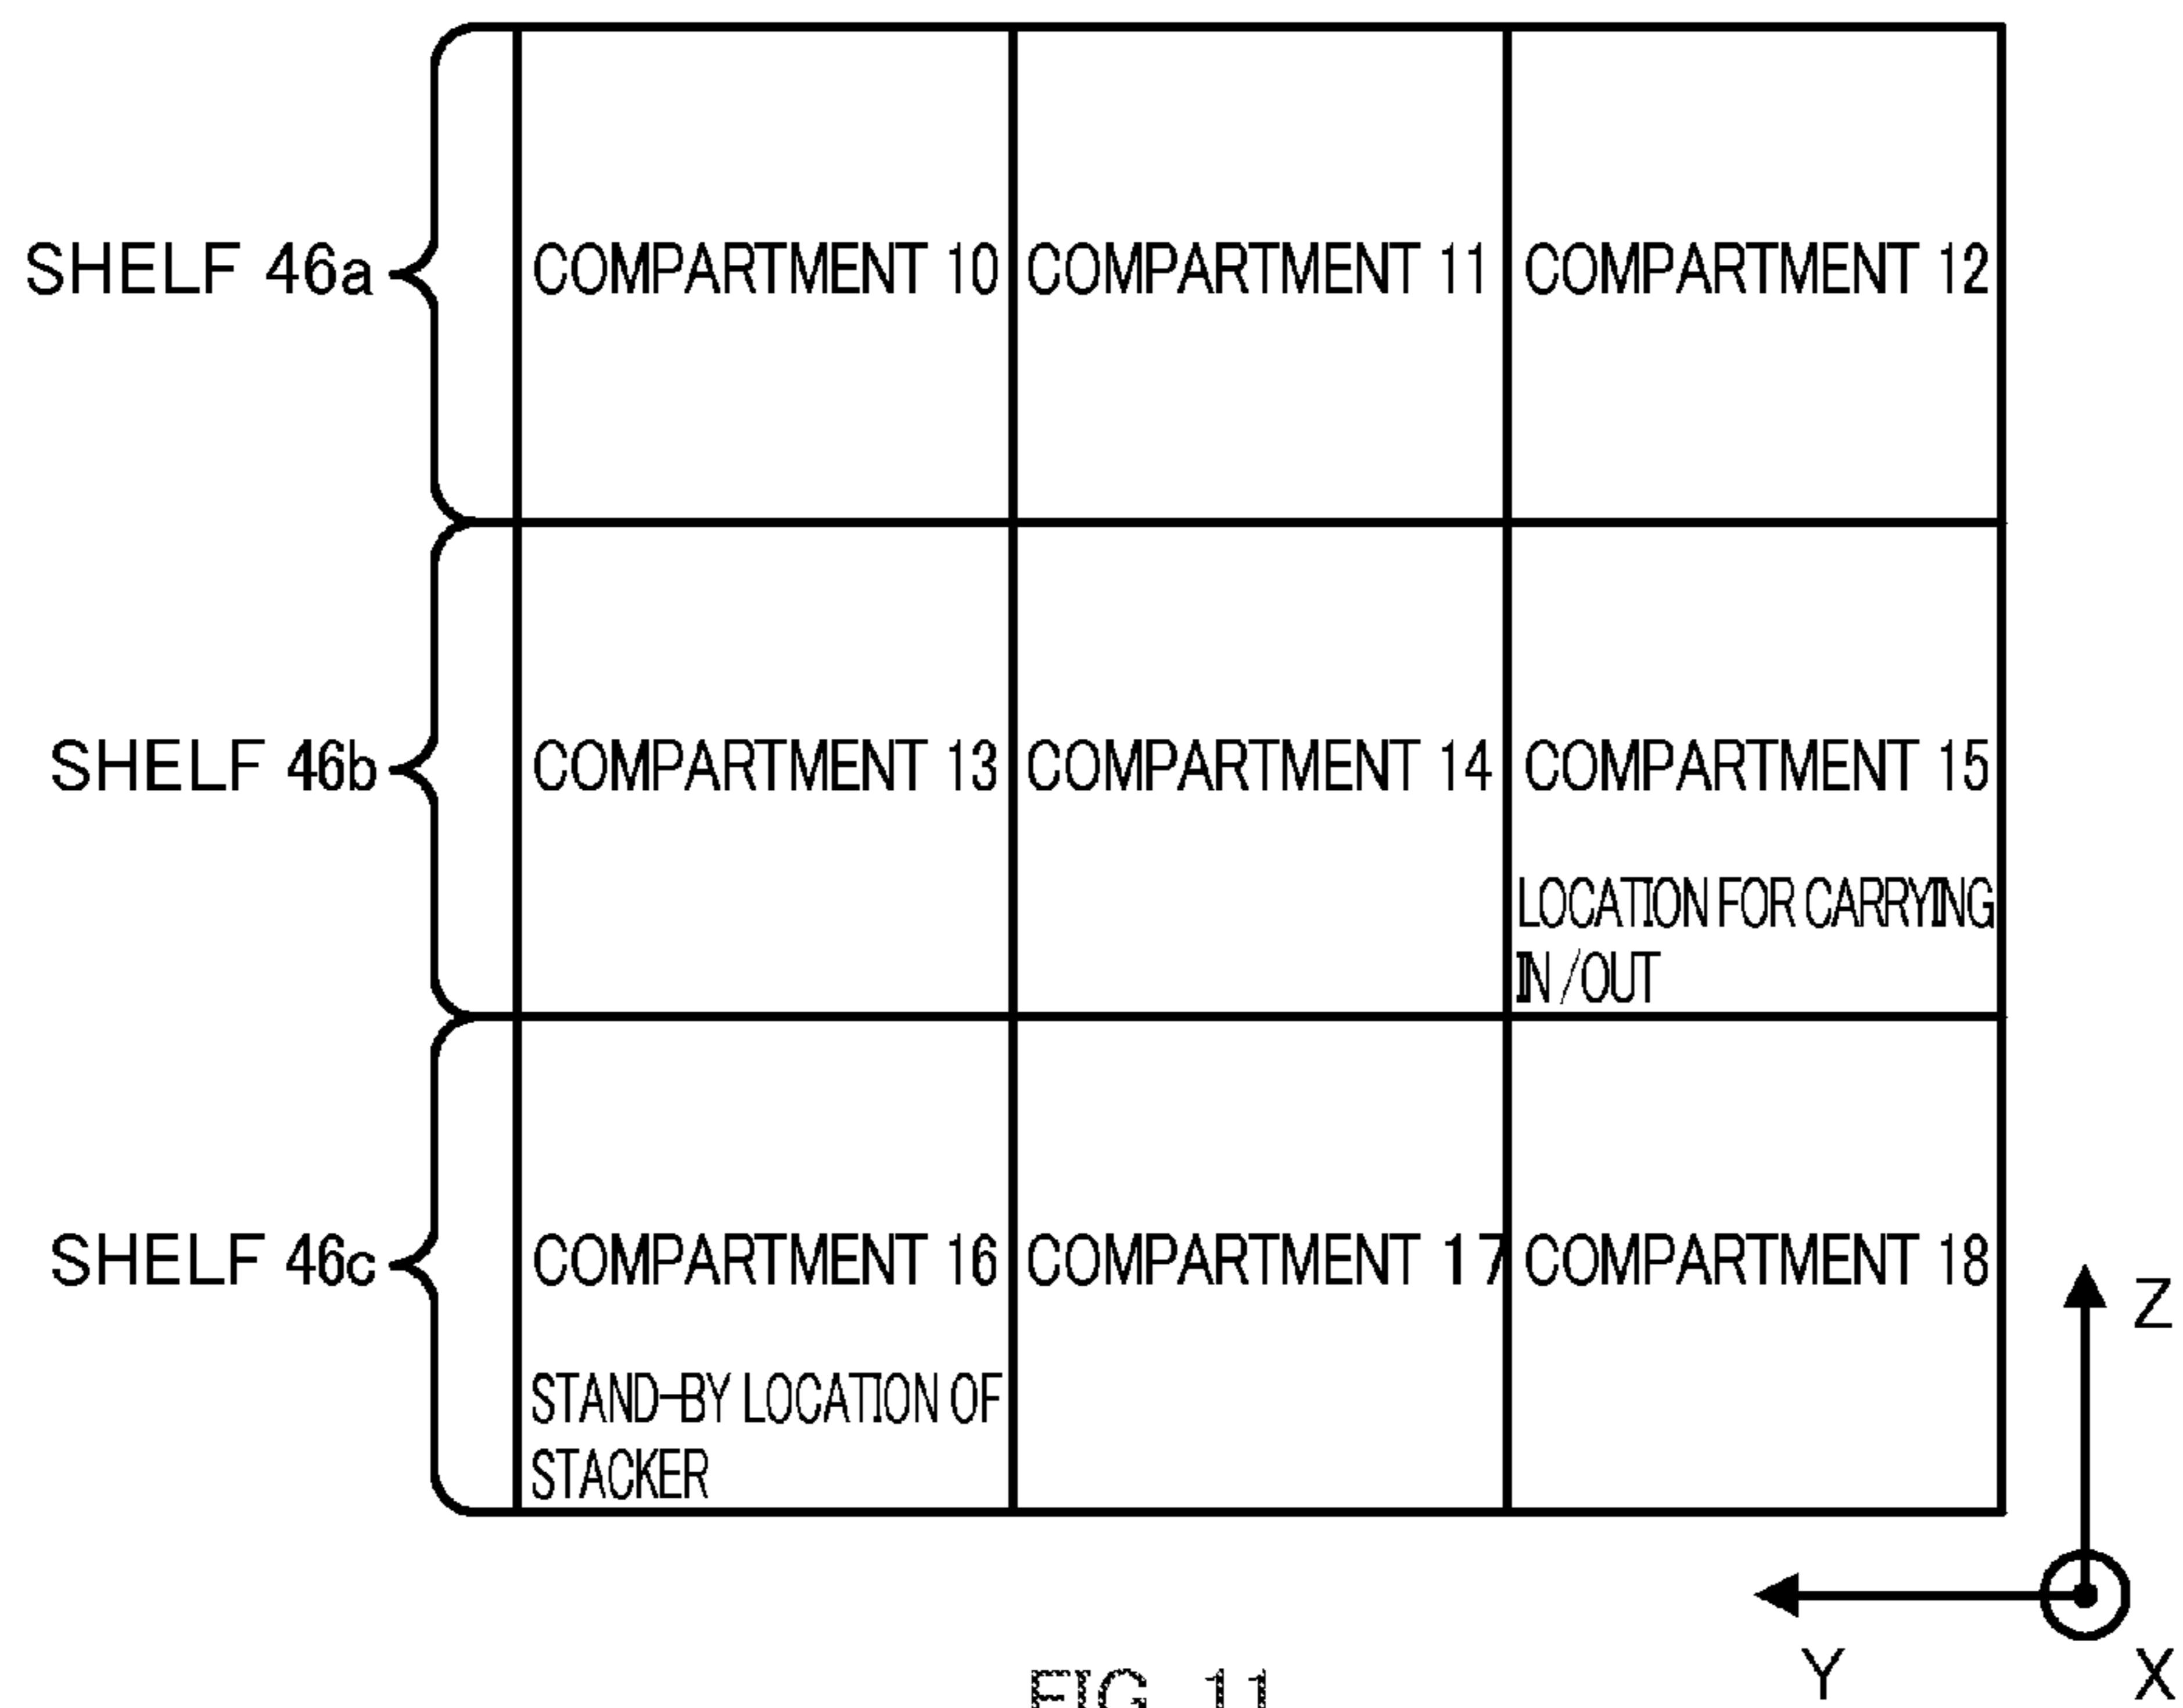 SHELF 46a
COMPARTMENT 10
COMPARTMENT 11
COMPARTMENT 12
SHELF 46b
COMPARTMENT 13
COMPARTMENT 14
COMPARTMENT 15
LOCATION FOR CARRYING
IN/OUT
SHELF 46c
COMPARTMENT 16
COMPARTMENT 17
COMPARTMENT 18
STAND-BY LOCATION OF
STACKER
Z
Y
X
FIG. 11